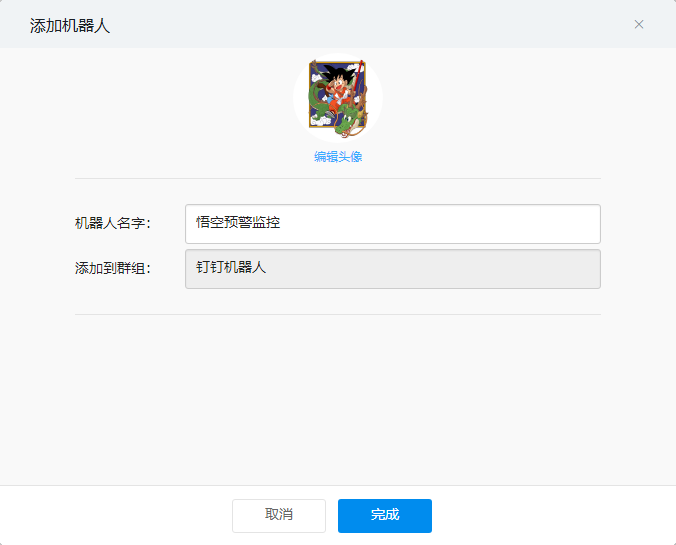 添加机器人
编辑头像
机器人名字：
悟空预警监控
添加到群组：
钉钉机器人
取消
完成